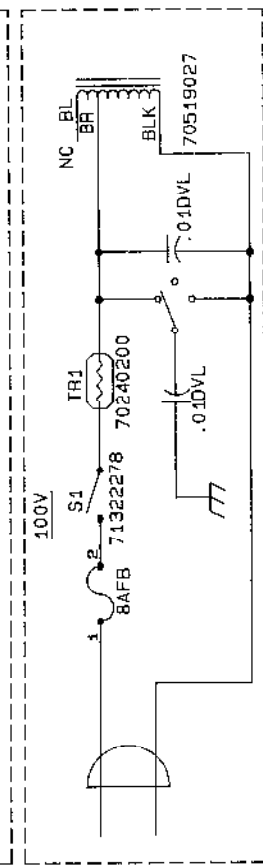 100V
1
8AFB
2
S1
71322278
TR1
70240200
.01DVL
.01DVL
NC
BL
BR
BLK
70519027